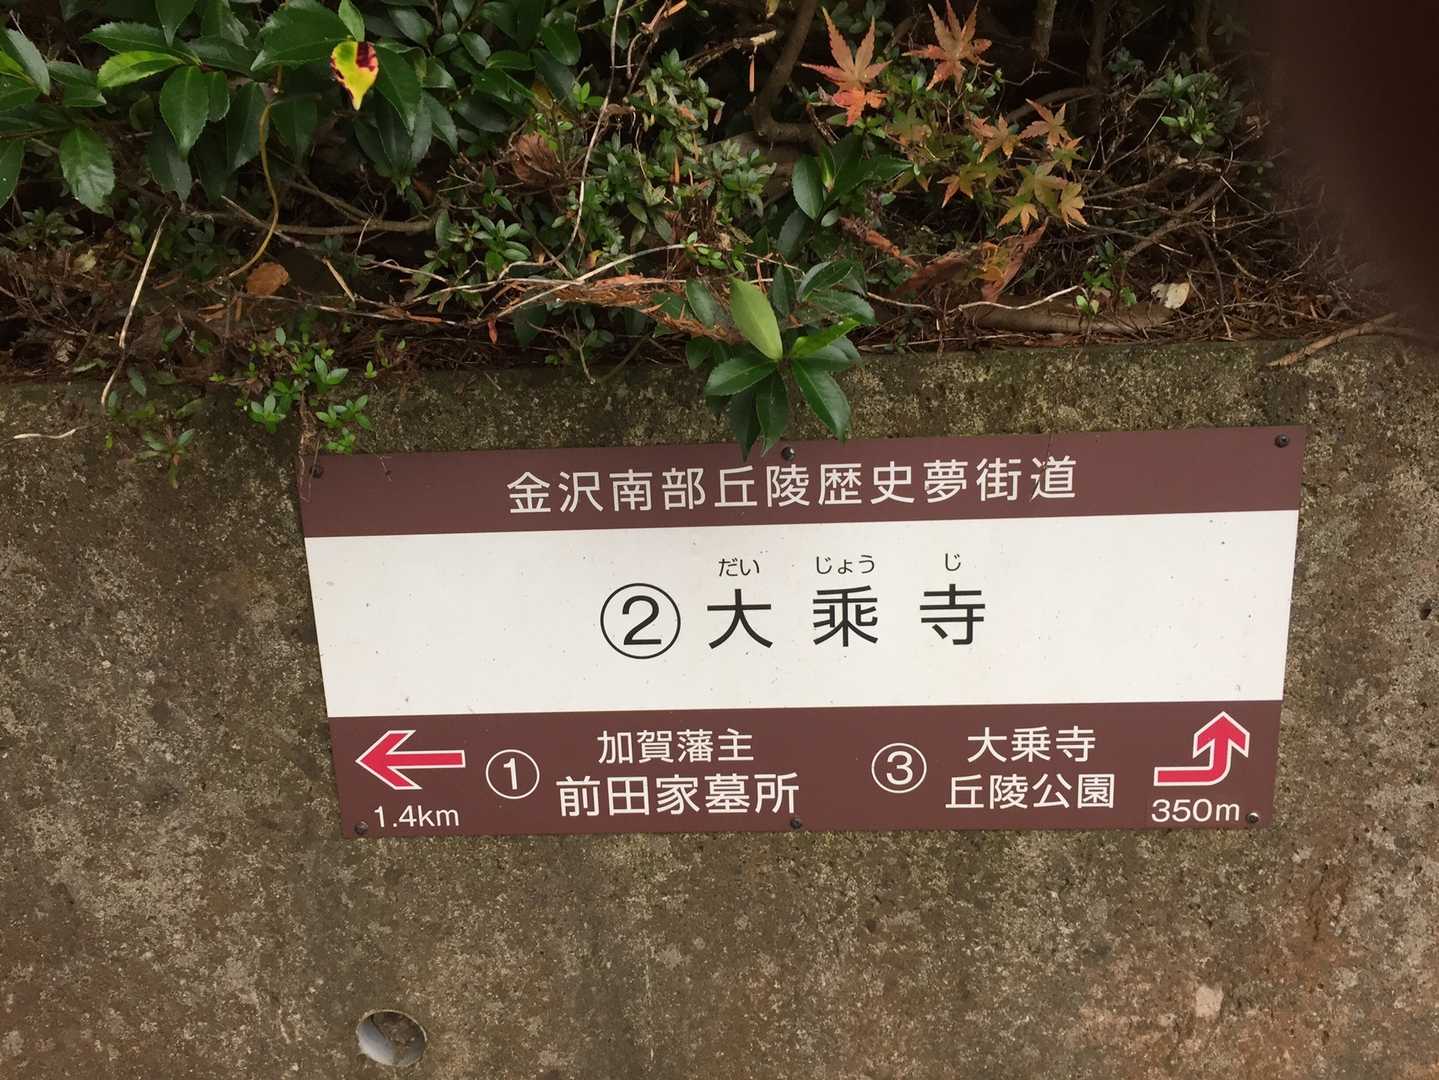 金沢南部丘陵歴史夢街道
だい じょう じ
②大乗寺
① 加賀藩主
前田家墓所
1.4km
③ 大乗寺
丘陵公園
350m